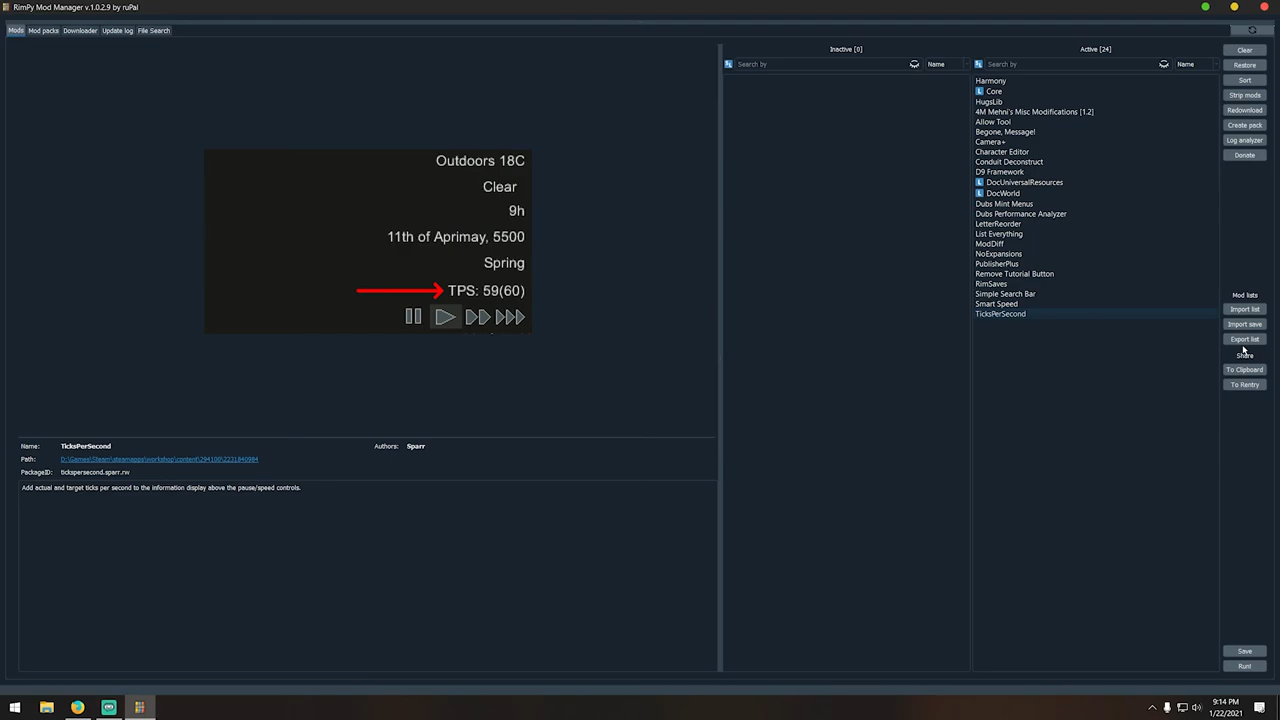 RimPy Mod Manager v.1.0.2.9 by ruPal
Mods
Mod packs
Downloader
Update log
File Search
Outdoors 18C
Clear
9h
11th of Aprimay, 5500
Spring
TPS: 59(60)
Name: TicksPerSecond Authors: Sparr
Path: D:\Games\Steam\steamapps\workshop\content\294100\2231840984
PackageID: tickspersecond.sparr.rw
Add actual and target ticks per second to the information display above the pause/speed controls.
Inactive [0]
Search by
Name
Active [24]
Search by
Name
Harmony
L Core
HugsLib
4M Mehni's Misc Modifications [1.2]
Allow Tool
Begone, Message!
Camera+
Character Editor
Conduit Deconstruct
D9 Framework
L DocUniversalResources
L DocWorld
Dubs Mint Menus
Dubs Performance Analyzer
LetterReorder
List Everything
ModDiff
NoExpansions
PublisherPlus
Remove Tutorial Button
RimSaves
Simple Search Bar
Smart Speed
TicksPerSecond
Clear
Restore
Sort
Strip mods
Redownload
Create pack
Log analyzer
Donate
Mod lists
Import list
Import save
Export list
Share
To Clipboard
To Rentry
Save
Run!
9:14 PM
1/22/2021